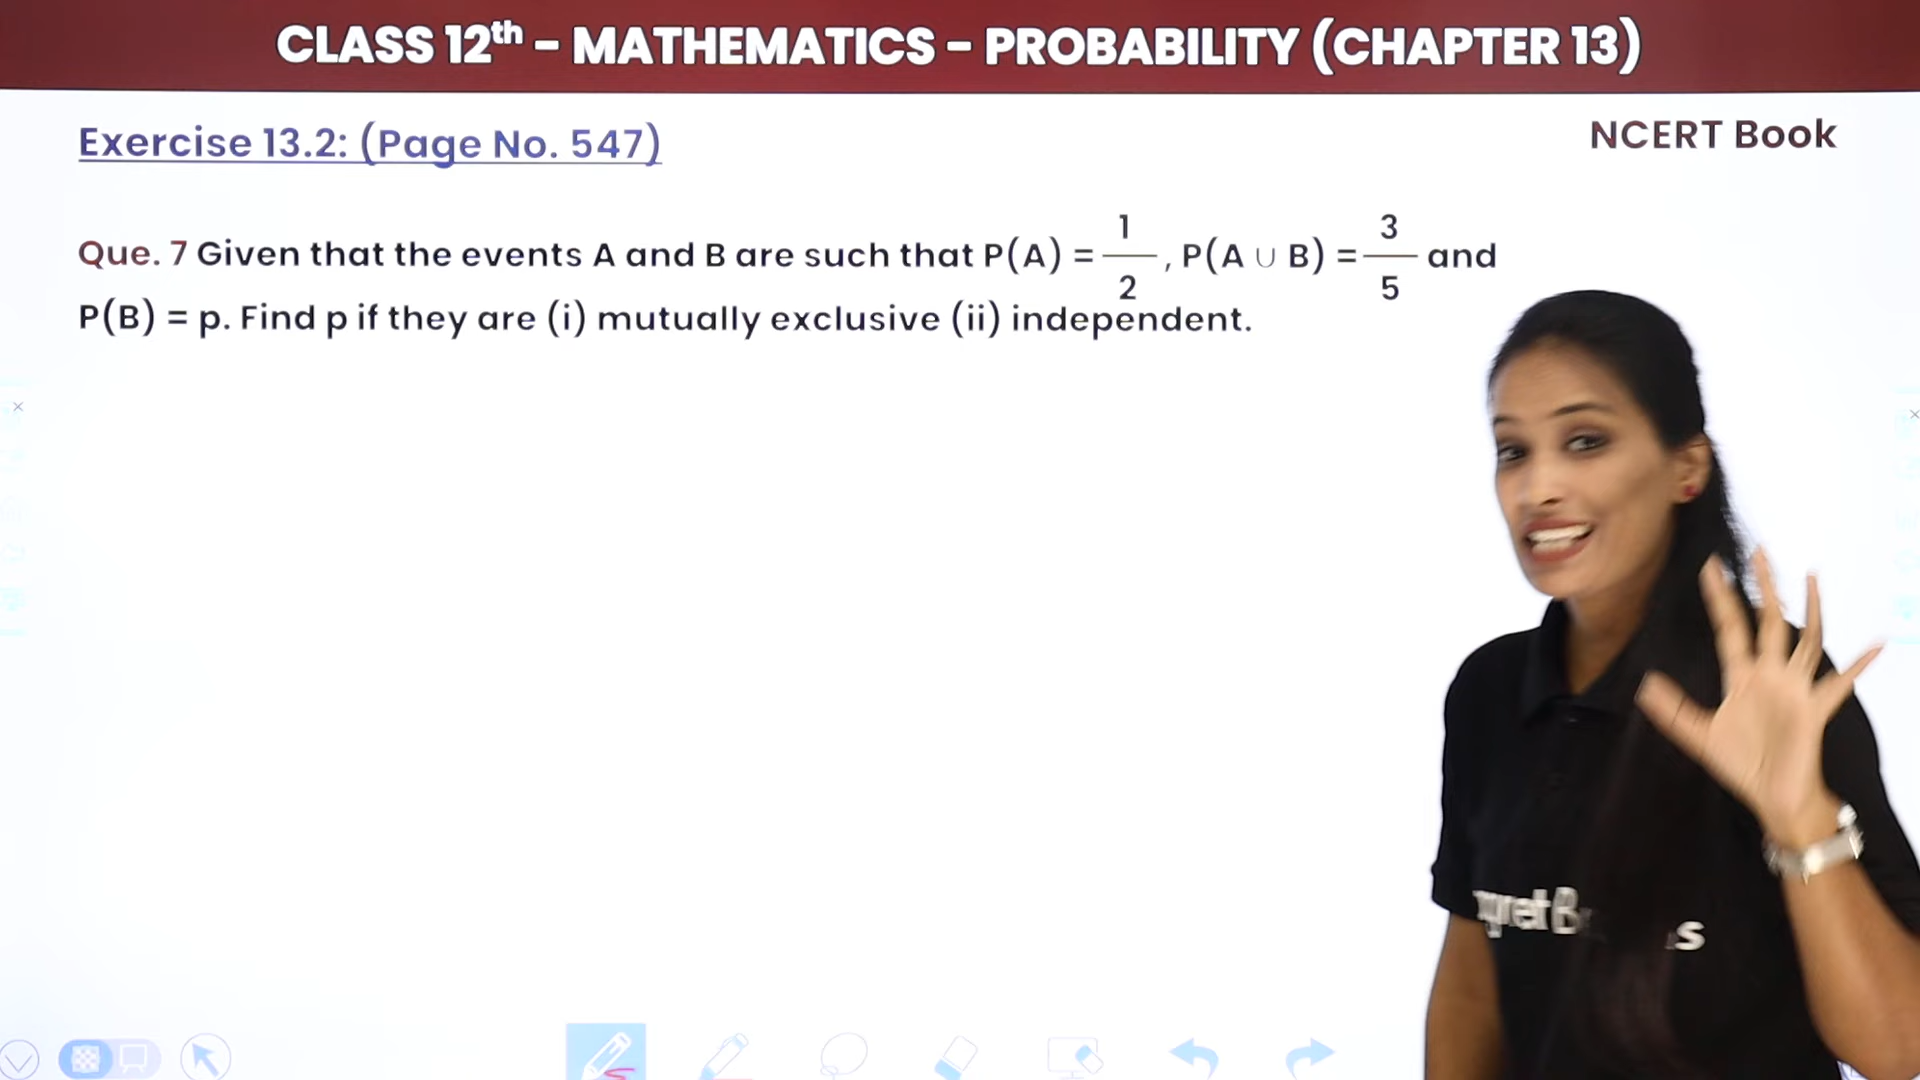 CLASS 12th – MATHEMATICS – PROBABILITY (CHAPTER 13)
Exercise 13.2: (Page No. 547)
NCERT Book
Que. 7 Given that the events A and B are such that P(A) = 1/2, P(A ∪ B) = 3/5 and
P(B) = p. Find p if they are (i) mutually exclusive (ii) independent.